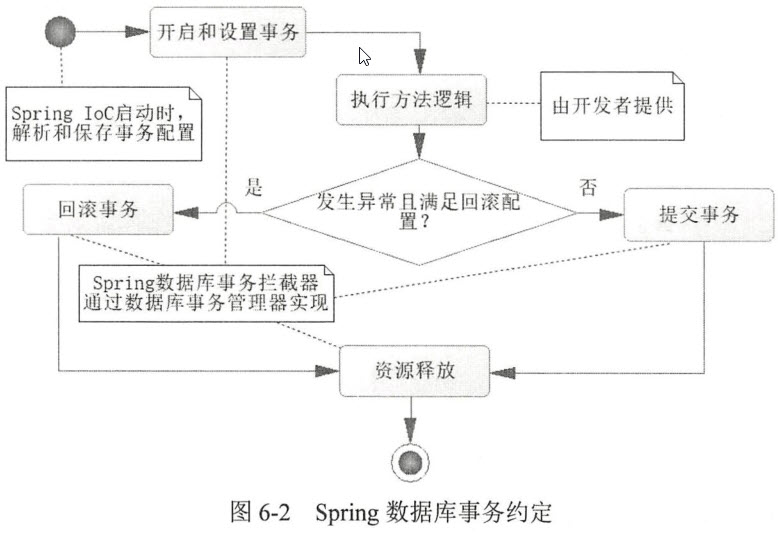 开启和设置事务
Spring IoC启动时，
解析和保存事务配置
执行方法逻辑
由开发者提供
发生异常且满足回滚配
置？
是
否
回滚事务
提交事务
Spring数据库事务拦截器
通过数据库事务管理器实现
资源释放
图 6-2 Spring 数据库事务约定